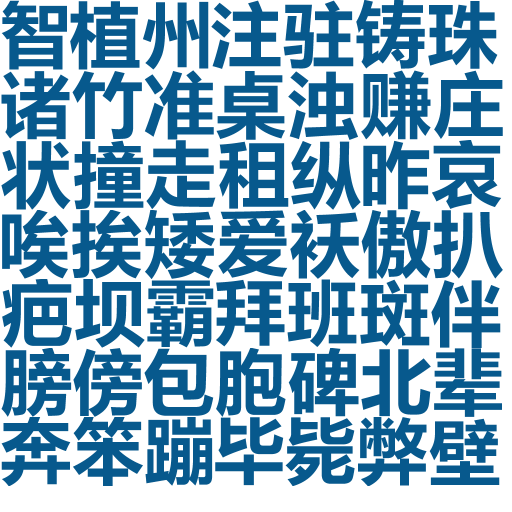 智植州注驻铸珠
诸竹准桌浊赚庄
状撞走租纵昨哀
唉挨矮爱袄傲扒
疤坝霸拜班斑伴
膀傍包胞碑北辈
奔笨蹦毕毙弊壁